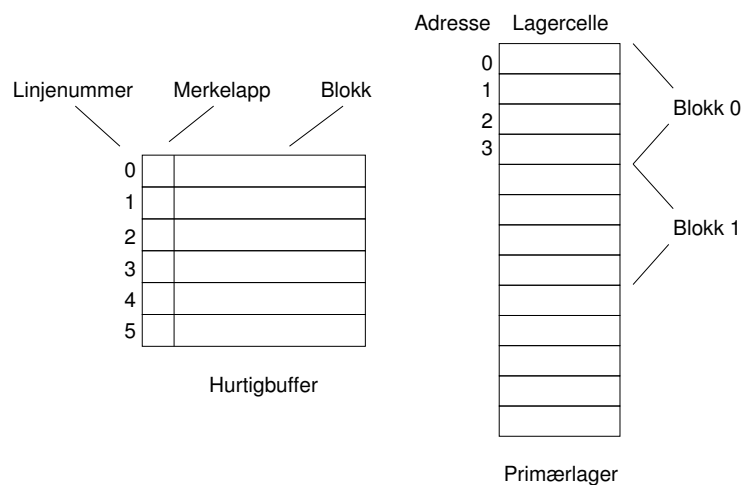 Adresse Lagercelle
0
1
2
3
Blokk 0
Blokk 1
Primærlager
Linjenummer Merkelapp Blokk
0
1
2
3
4
5
Hurtigbuffer